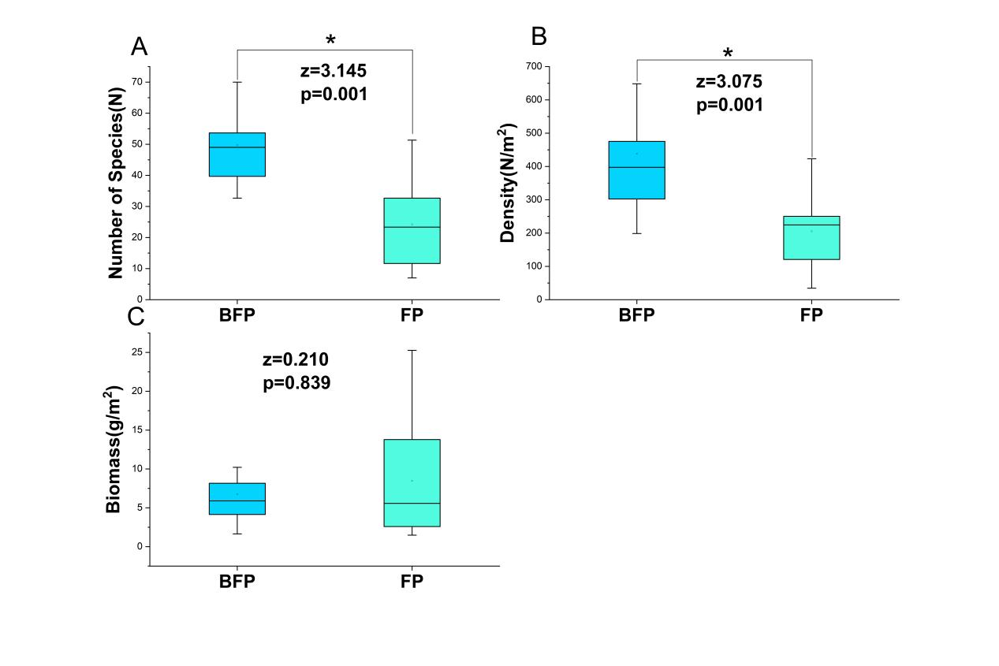 A
*
z=3.145
p=0.001
Number of Species(N)
70
60
50
40
30
20
10
0
BFP
FP
B
*
z=3.075
p=0.001
Density(N/m²)
700
600
500
400
300
200
100
0
BFP
FP
C
z=0.210
p=0.839
Biomass(g/m²)
25
20
15
10
5
0
BFP
FP